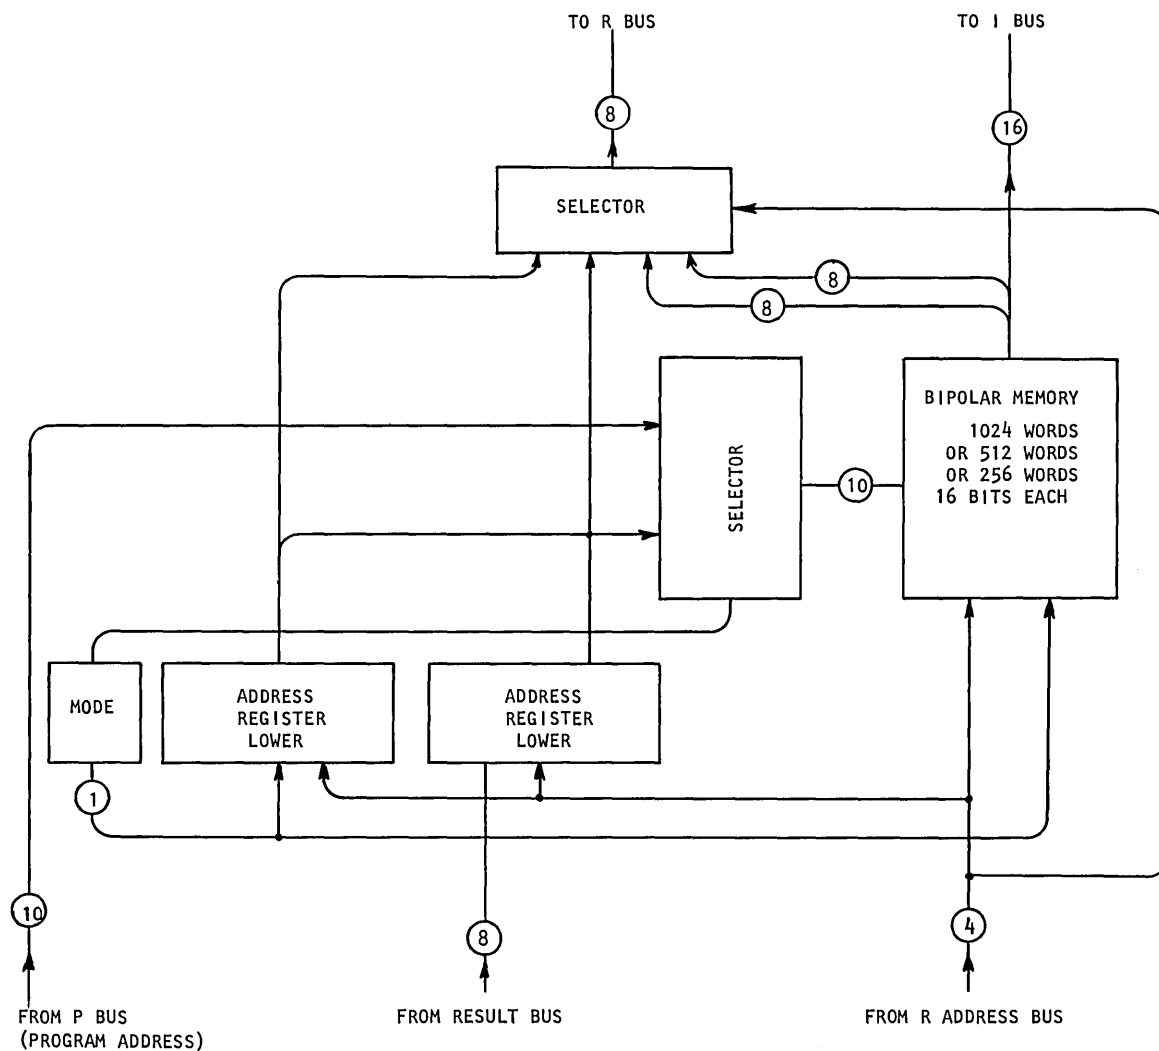 TO R BUS
TO I BUS
8
16
SELECTOR
8
8
BIPOLAR MEMORY
1024 WORDS
OR 512 WORDS
OR 256 WORDS
16 BITS EACH
SELECTOR
10
MODE
ADDRESS
REGISTER
LOWER
ADDRESS
REGISTER
LOWER
1
10
8
4
FROM P BUS
(PROGRAM ADDRESS)
FROM RESULT BUS
FROM R ADDRESS BUS